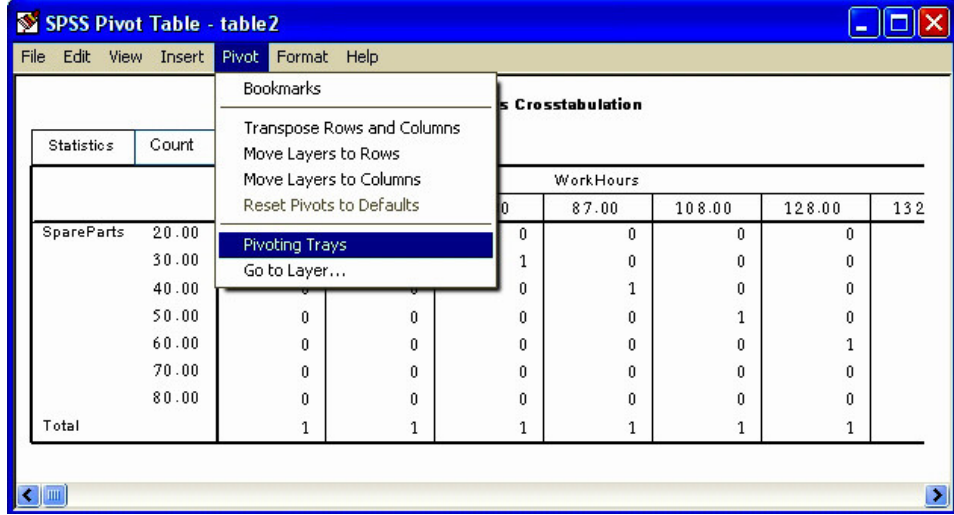 SPSS Pivot Table - table2
File Edit View Insert Pivot Format Help
Bookmarks
Transpose Rows and Columns
Move Layers to Rows
Move Layers to Columns
Reset Pivots to Defaults
Pivoting Trays
Go to Layer...
s Crosstabulation
Statistics Count
WorkHours
0 87.00 108.00 128.00 132
SpareParts 20.00 0 0 0 0
30.00 1 0 0 0
40.00 0 1 0 0
50.00 0 0 0 0 1 0
60.00 0 0 0 0 0 1
70.00 0 0 0 0 0 0
80.00 0 0 0 0 0 0
Total 1 1 1 1 1 1